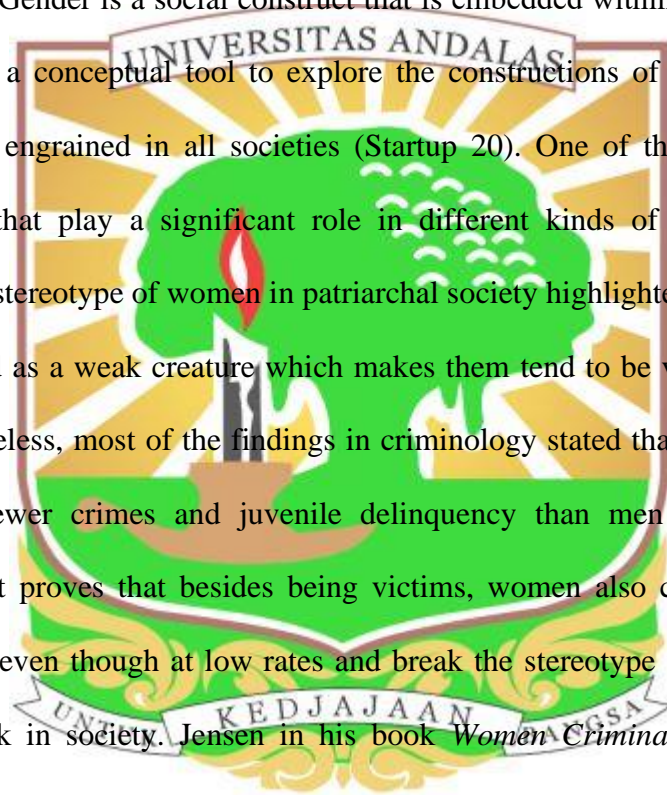 Gender is a social construct that is embedded within
UNIVERSITAS ANDALAS
a conceptual tool to explore the constructions of
engrained in all societies (Startup 20). One of th
that play a significant role in different kinds of
stereotype of women in patriarchal society highlighte
as a weak creature which makes them tend to be v
eless, most of the findings in criminology stated tha
ewer crimes and juvenile delinquency than men
t proves that besides being victims, women also c
even though at low rates and break the stereotype
UNTUK KEDJAJAAN BANGSA
k in society. Jensen in his book Women Crimina